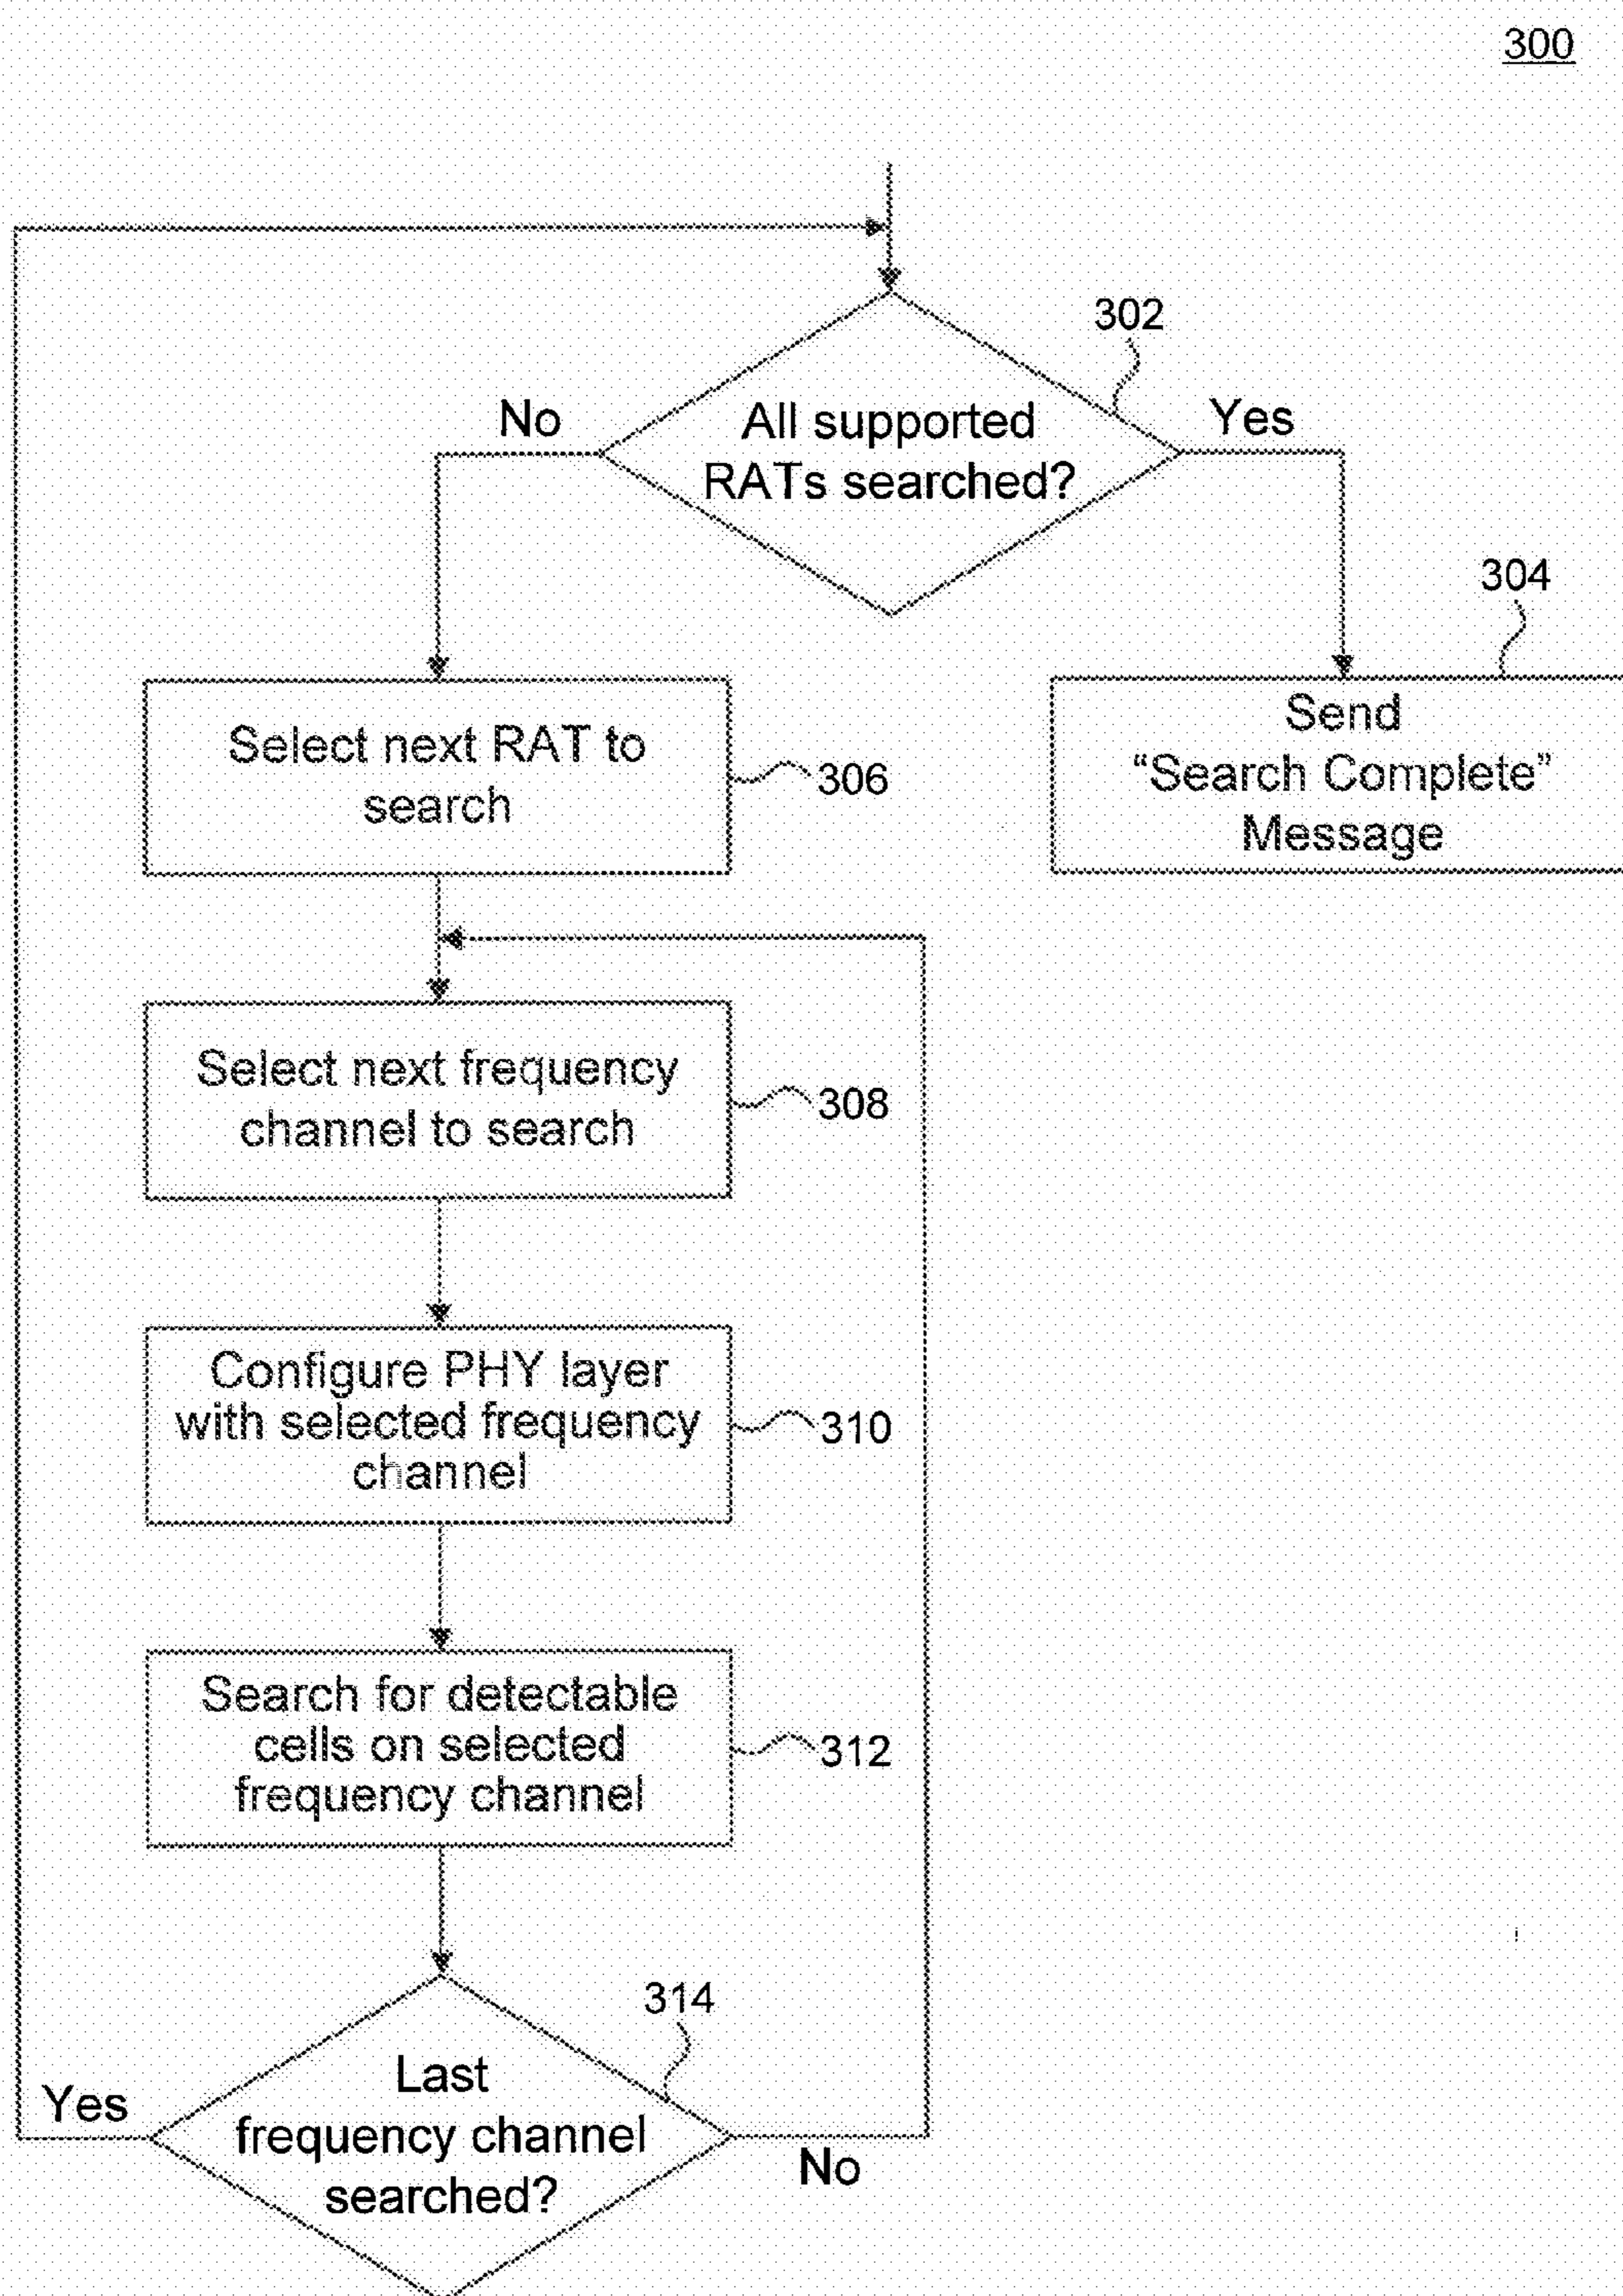 300
302
No
All supported
RATs searched?
Yes
304
Select next RAT to
search
306
Send
“Search Complete”
Message
Select next frequency
channel to search
308
Configure PHY layer
with selected frequency
channel
310
Search for detectable
cells on selected
frequency channel
312
314
Last
frequency channel
searched?
Yes
No